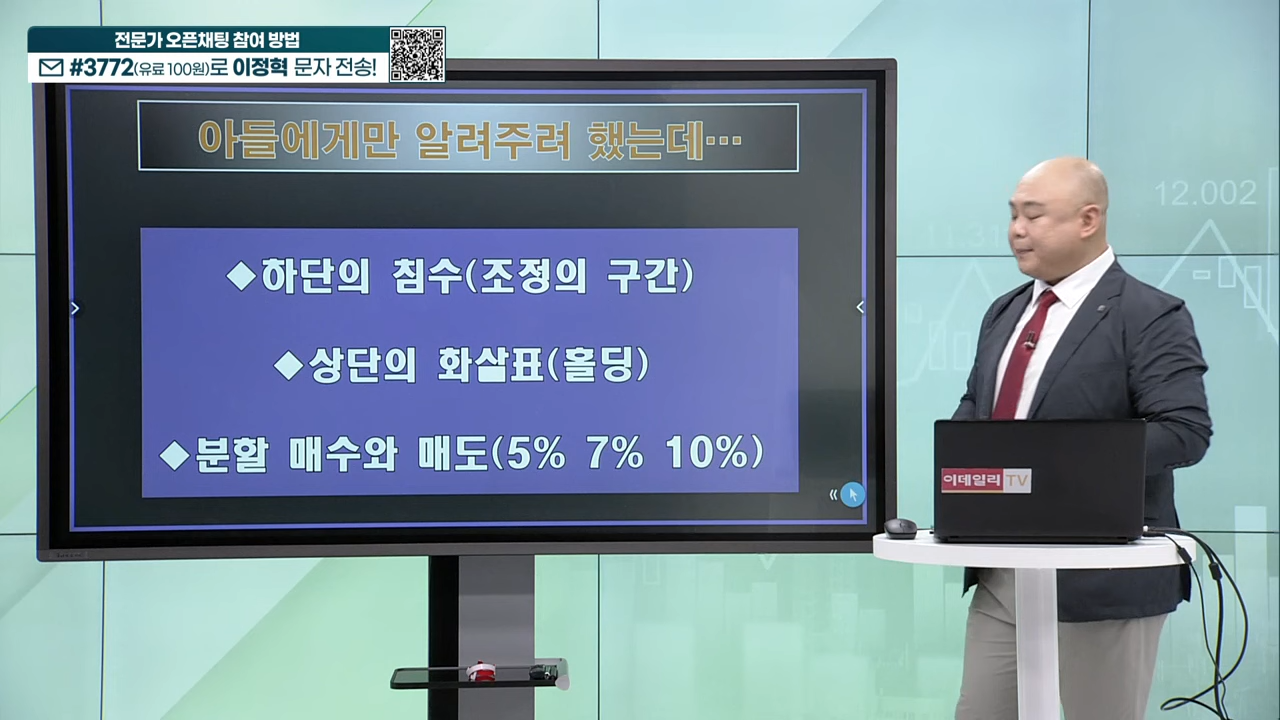 전문가 오픈채팅 참여 방법
#3772(유료 100원)로 이정혁 문자 전송!
아들에게만 알려주려 했는데…
◆하단의 침수(조정의 구간)
◆상단의 화살표(홀딩)
◆분할 매수와 매도(5% 7% 10%)
12.002
11.31
이데일리 TV